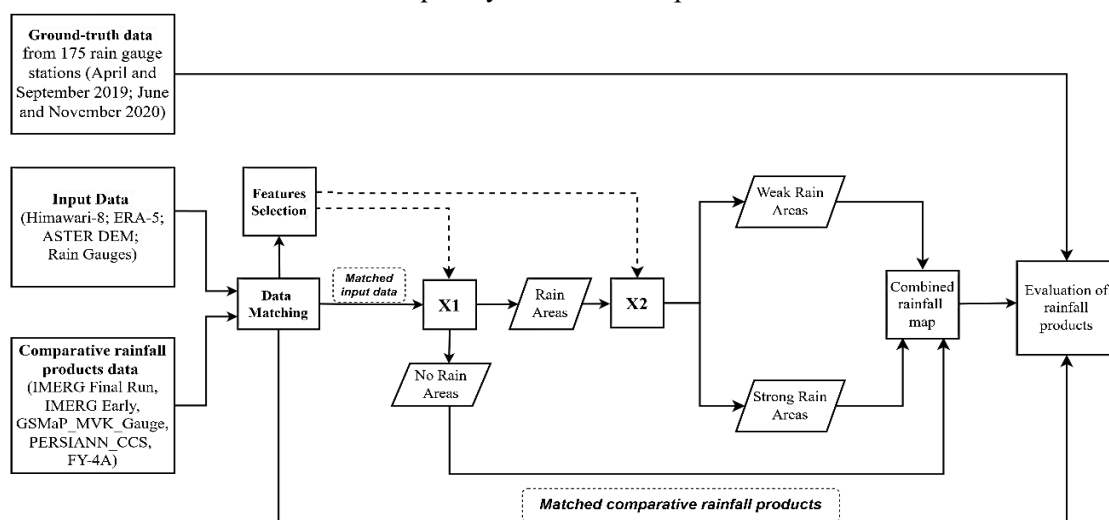 Ground-truth data
from 175 rain gauge
stations (April and
September 2019; June
and November 2020)
Input Data
(Himawari-8; ERA-5;
ASTER DEM;
Rain Gauges)
Comparative rainfall
products data
(IMERG Final Run,
IMERG Early,
GSMaP_MVK_Gauge,
PERSIANN_CCS,
FY-4A)
Features
Selection
Data
Matching
Matched
input data
X1
No Rain
Areas
Rain
Areas
X2
Weak Rain
Areas
Strong Rain
Areas
Combined
rainfall
map
Evaluation of
rainfall
products
Matched comparative rainfall products